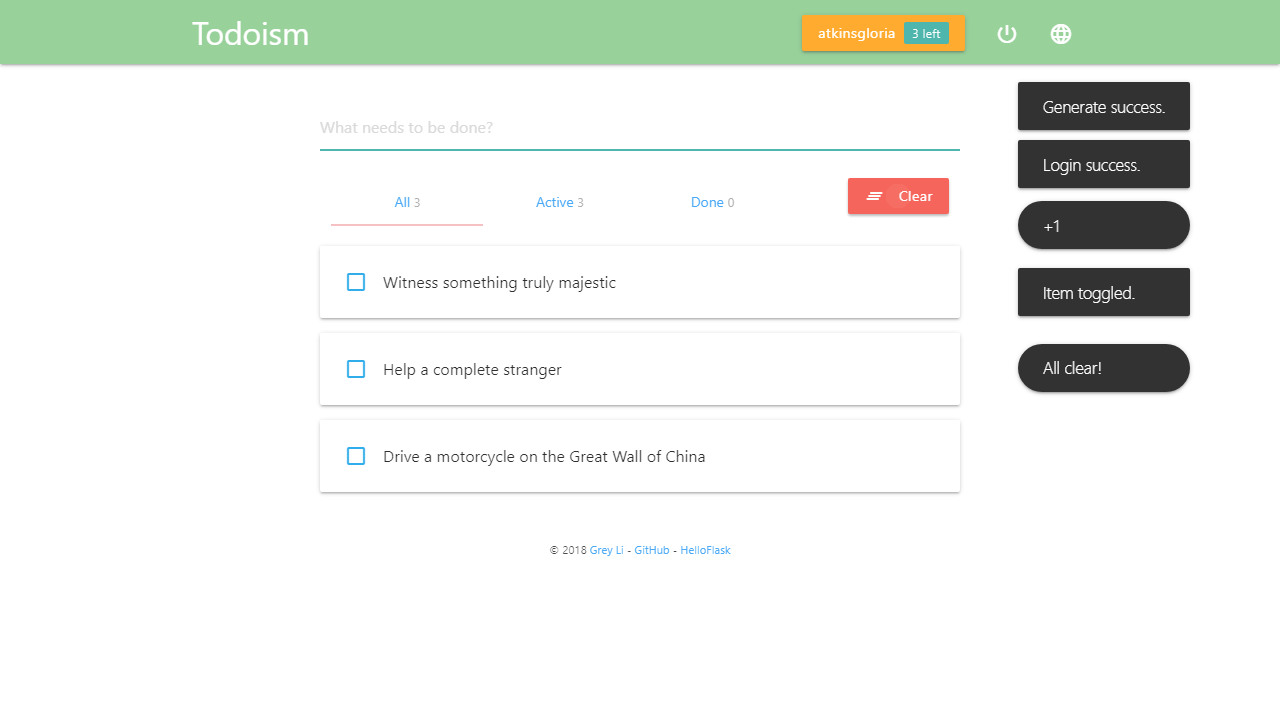 Todoism
atkinsgloria 3 left
Generate success.
Login success.
+1
Item toggled.
All clear!
What needs to be done?
All 3
Active 3
Done 0
Clear
Witness something truly majestic
Help a complete stranger
Drive a motorcycle on the Great Wall of China
© 2018 Grey Li - GitHub - HelloFlask